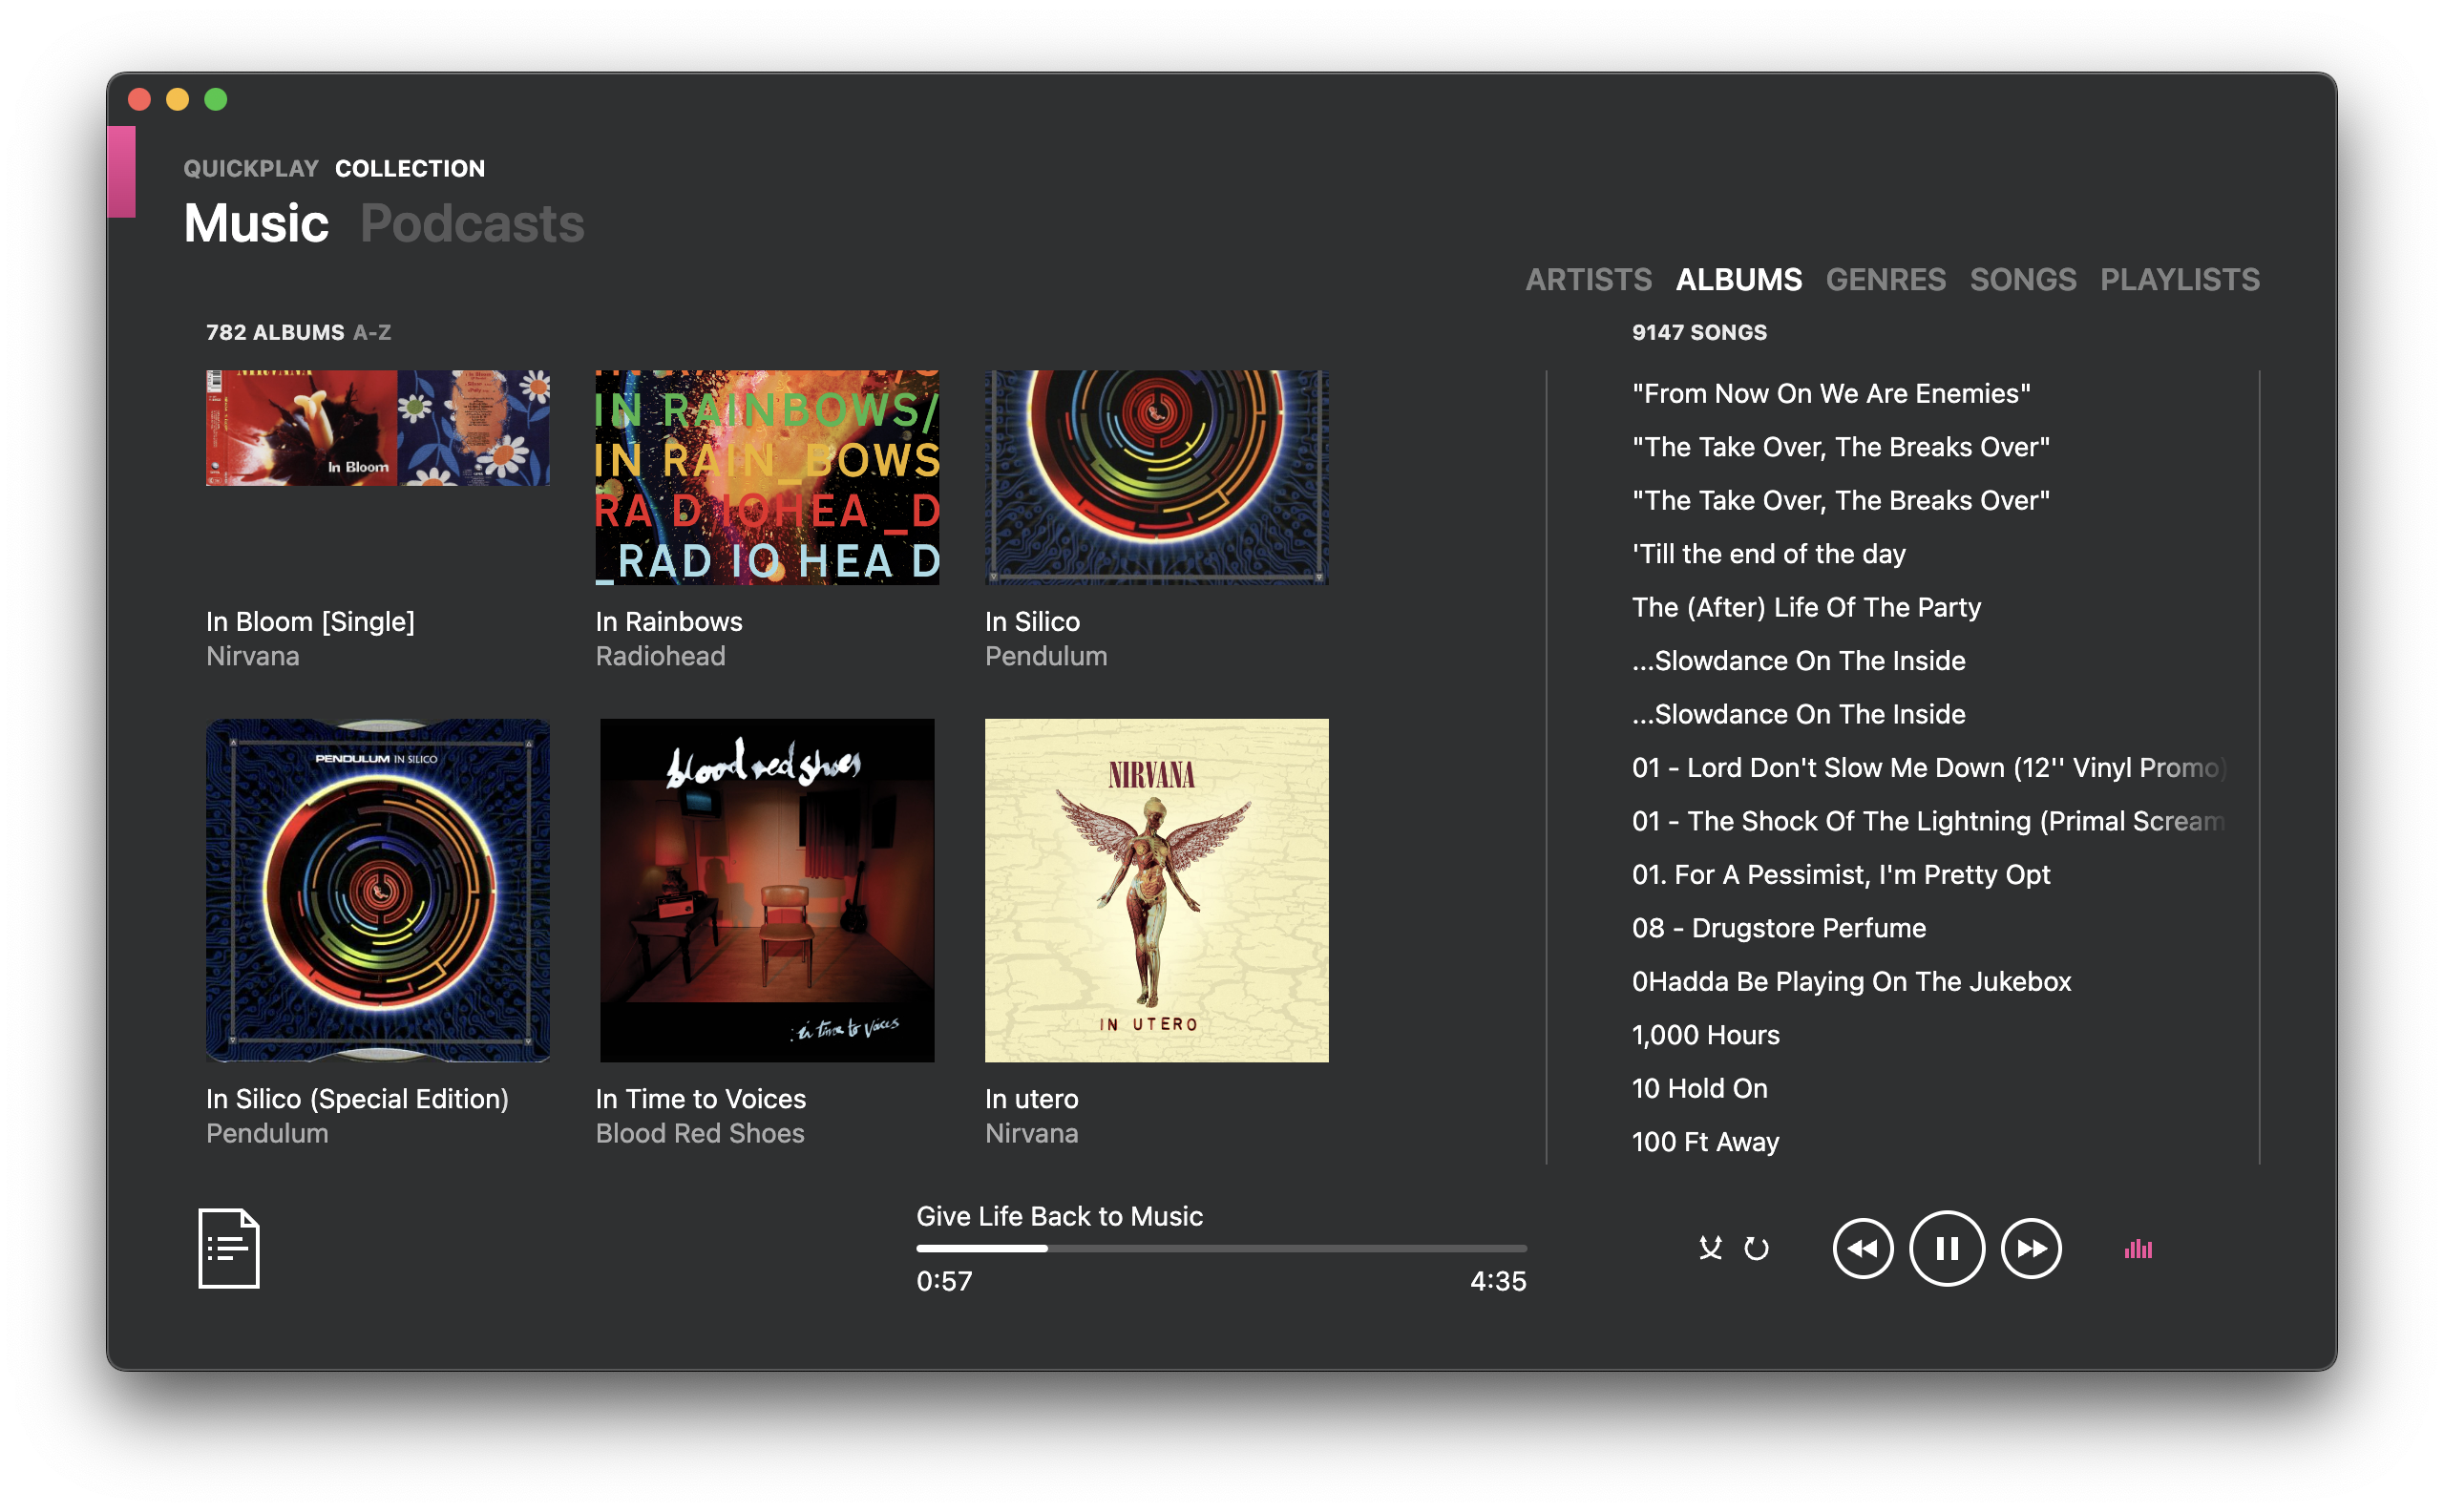 QUICKPLAY COLLECTION
Music Podcasts
ARTISTS ALBUMS GENRES SONGS PLAYLISTS
782 ALBUMS A-Z
In Bloom
IN RAINBOWS/
IN RAIN_BOWS
RA D IOHEA _D
_RAD IO HEA D
In Bloom [Single]
Nirvana
In Rainbows
Radiohead
In Silico
Pendulum
PENDULUM IN SILICO
blood red shoes
: in time to voices
NIRVANA
IN UTERO
In Silico (Special Edition)
Pendulum
In Time to Voices
Blood Red Shoes
In utero
Nirvana
9147 SONGS
"From Now On We Are Enemies"
"The Take Over, The Breaks Over"
"The Take Over, The Breaks Over"
'Till the end of the day
The (After) Life Of The Party
...Slowdance On The Inside
...Slowdance On The Inside
01 - Lord Don't Slow Me Down (12'' Vinyl Promo)
01 - The Shock Of The Lightning (Primal Scream
01. For A Pessimist, I'm Pretty Opt
08 - Drugstore Perfume
0Hadda Be Playing On The Jukebox
1,000 Hours
10 Hold On
100 Ft Away
Give Life Back to Music
0:57
4:35